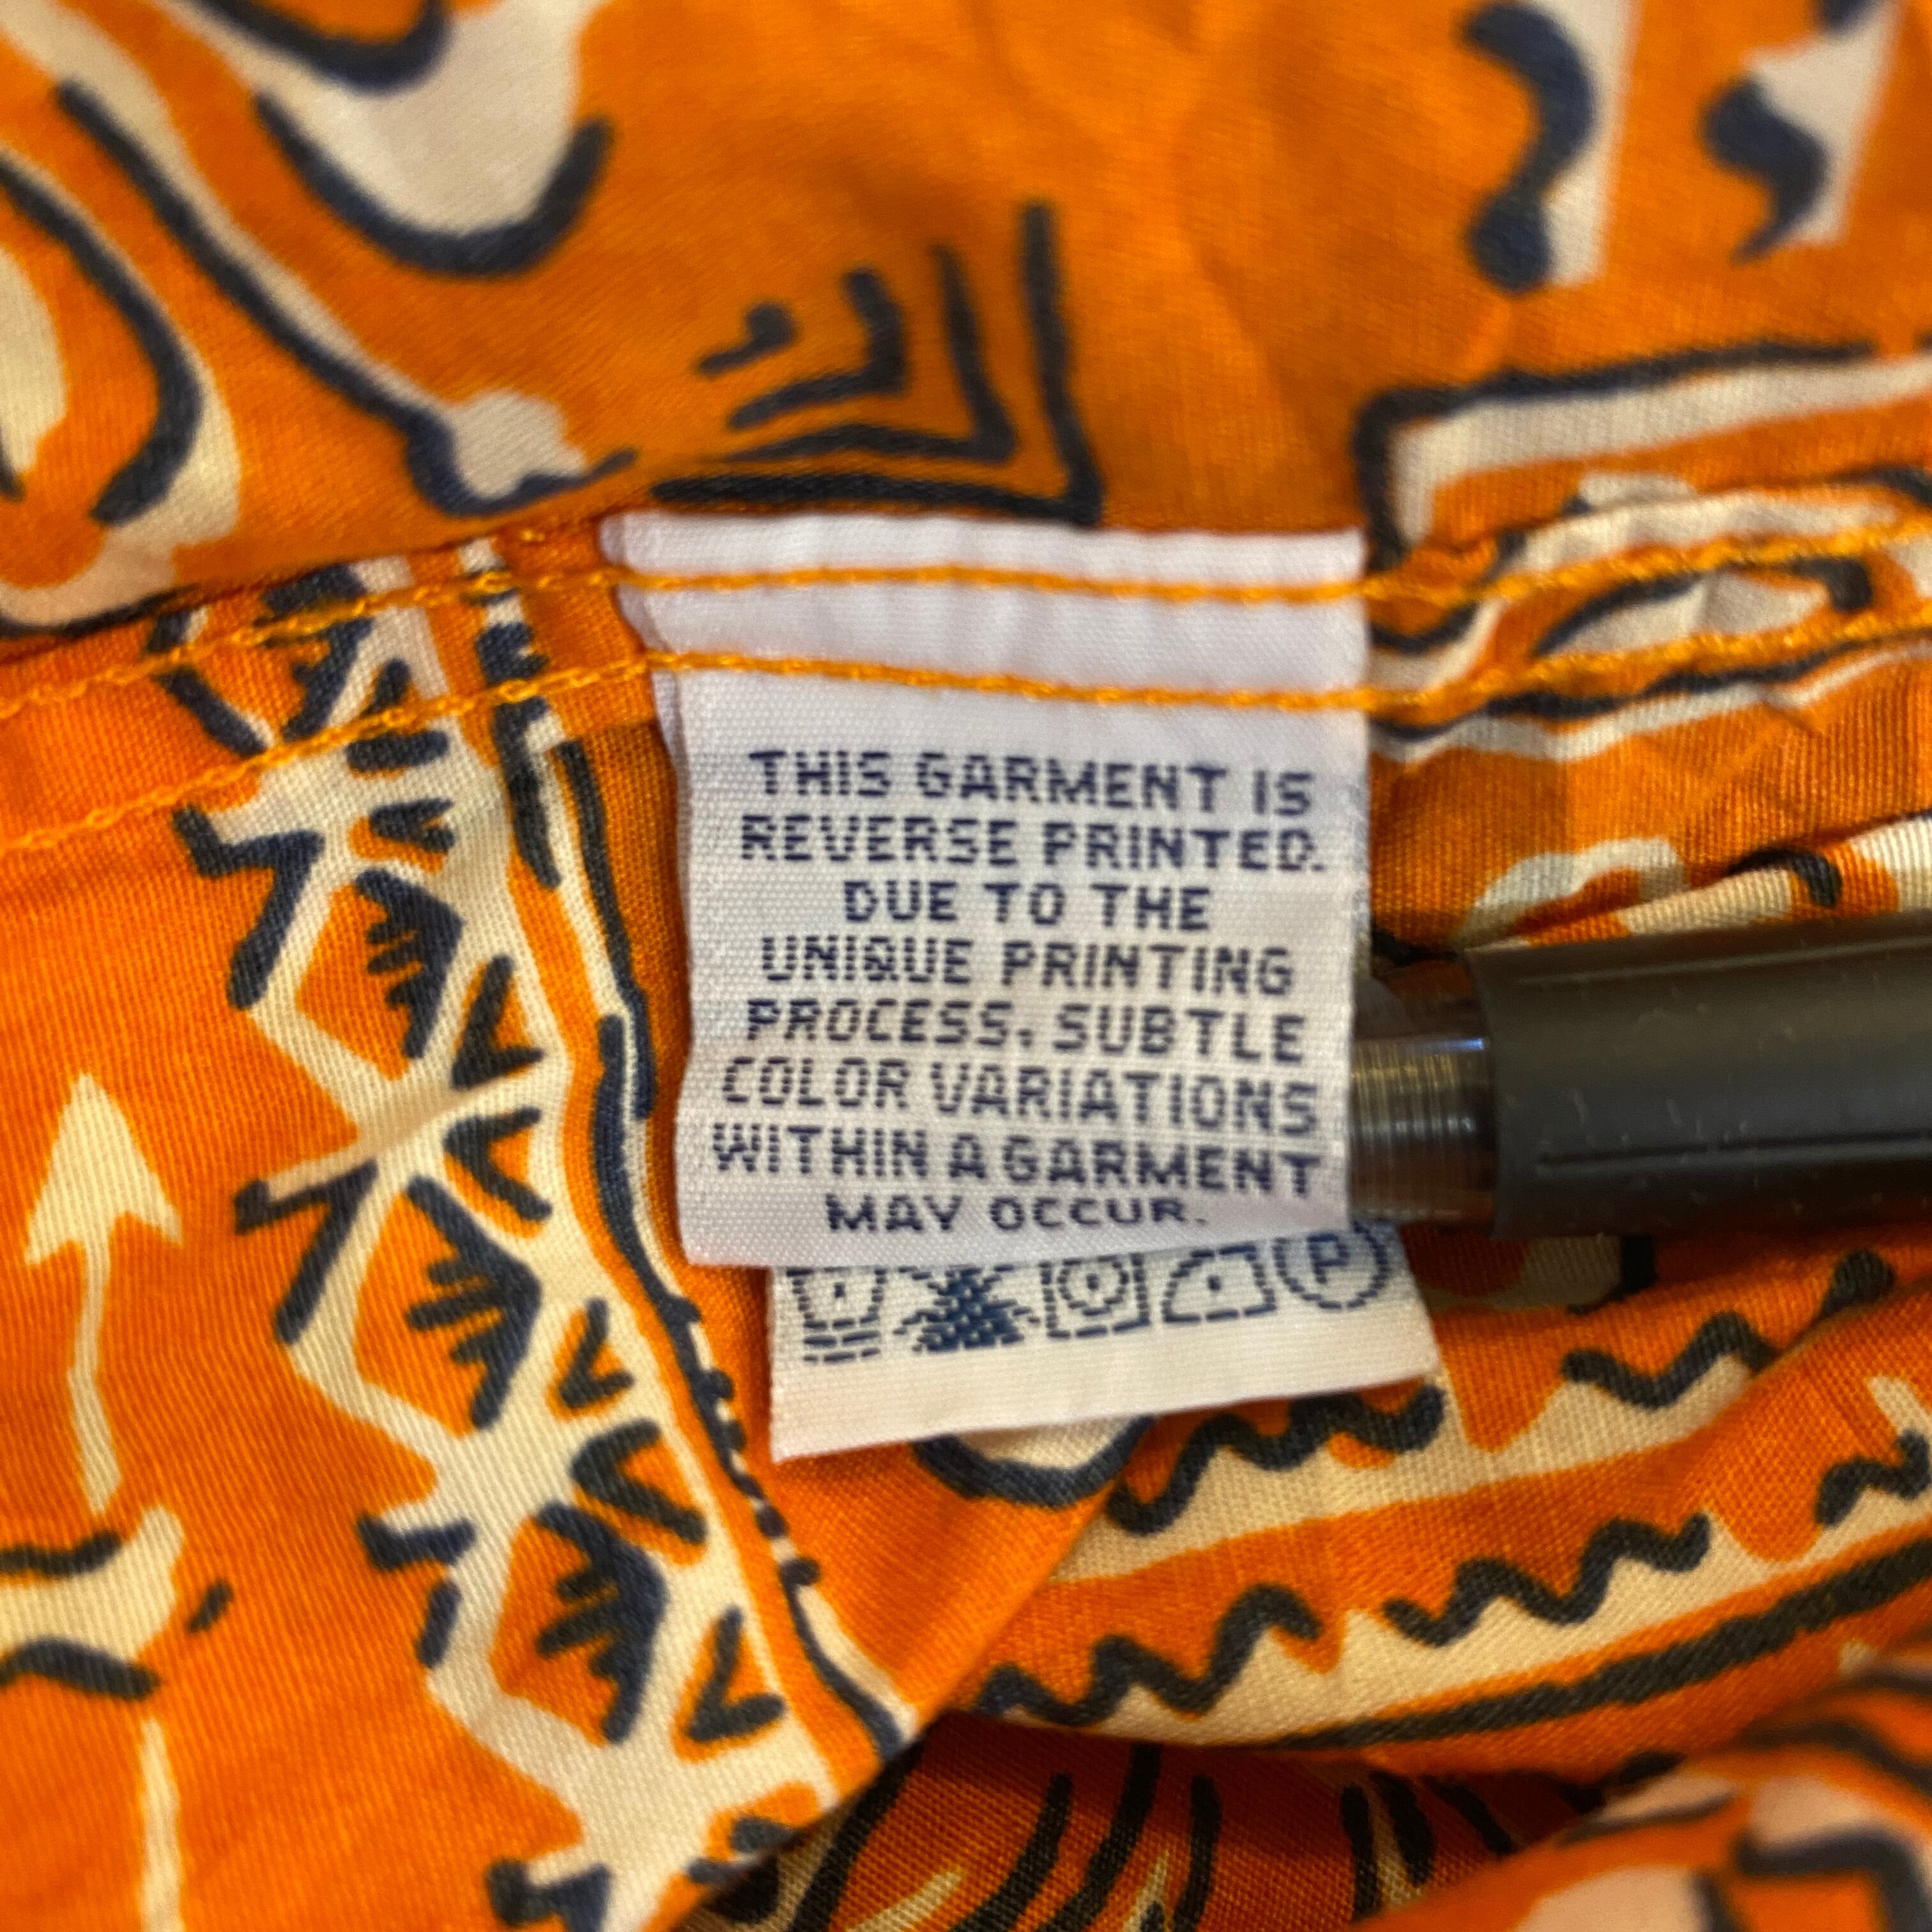 THIS GARMENT IS
REVERSE PRINTED.
DUE TO THE
UNIQUE PRINTING
PROCESS, SUBTLE
COLOR VARIATIONS
WITHIN A GARMENT
MAY OCCUR.
P